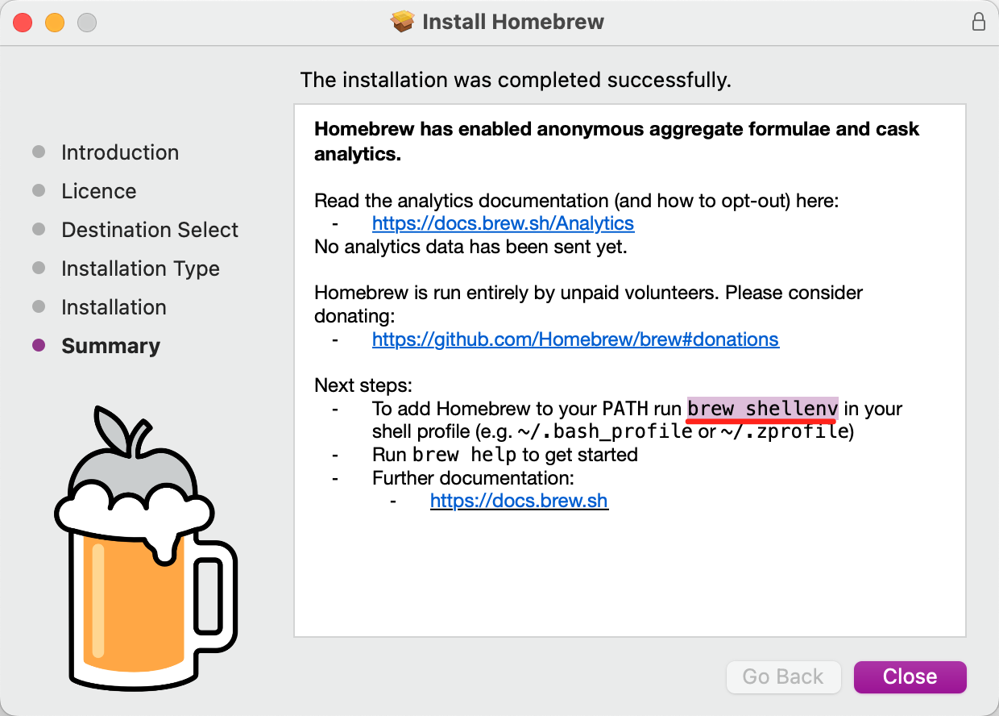 Install Homebrew
The installation was completed successfully.
Introduction
Licence
Destination Select
Installation Type
Installation
Summary
Homebrew has enabled anonymous aggregate formulae and cask
analytics.
Read the analytics documentation (and how to opt-out) here:
- https://docs.brew.sh/Analytics
No analytics data has been sent yet.
Homebrew is run entirely by unpaid volunteers. Please consider
donating:
- https://github.com/Homebrew/brew#donations
Next steps:
- To add Homebrew to your PATH run brew shellenv in your
shell profile (e.g. ~/.bash_profile or ~/.zprofile)
- Run brew help to get started
- Further documentation:
- https://docs.brew.sh
Go Back
Close